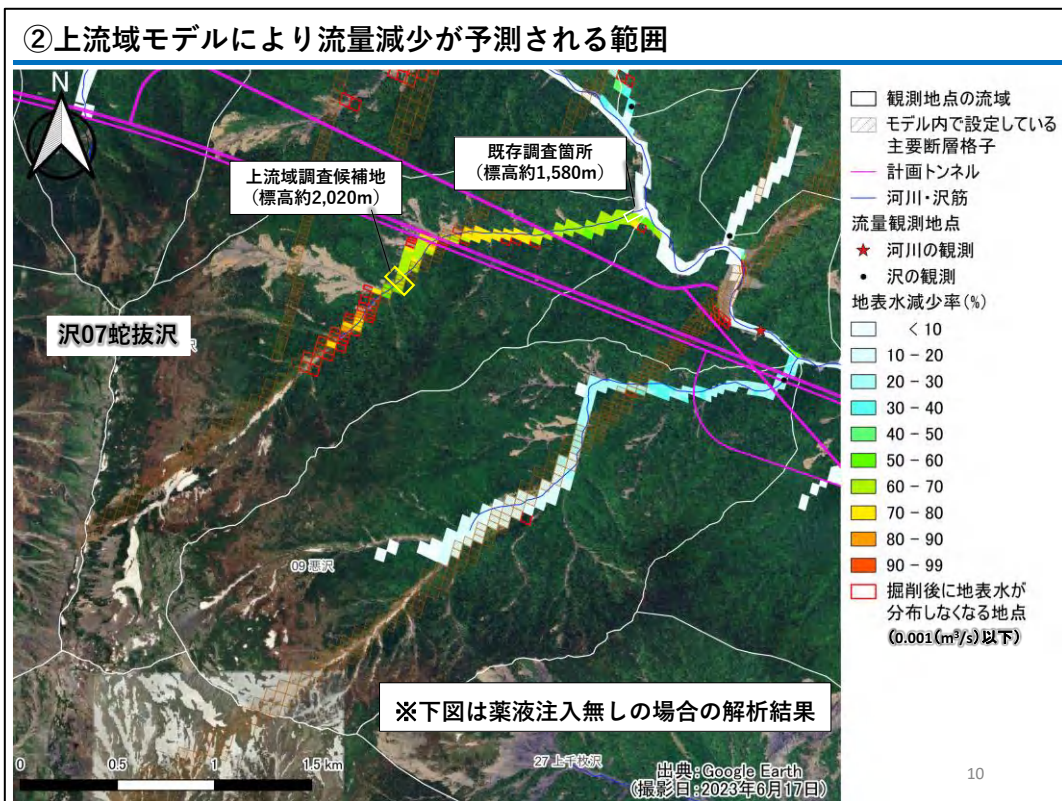 ②上流域モデルにより流量減少が予測される範囲
N
上流域調査候補地
(標高約2,020m)
既存調査箇所
(標高約1,580m)
沢07蛇抜沢
09 悪沢
※下図は薬液注入無しの場合の解析結果
27 上千枚沢
0 0.5 1 1.5 km
出典:Google Earth
(撮影日:2023年6月17日)
観測地点の流域
モデル内で設定している
主要断層格子
計画トンネル
河川・沢筋
流量観測地点
河川の観測
沢の観測
地表水減少率(%)
< 10
10 - 20
20 - 30
30 - 40
40 - 50
50 - 60
60 - 70
70 - 80
80 - 90
90 - 99
掘削後に地表水が
分布しなくなる地点
(0.001(m³/s)以下)
10